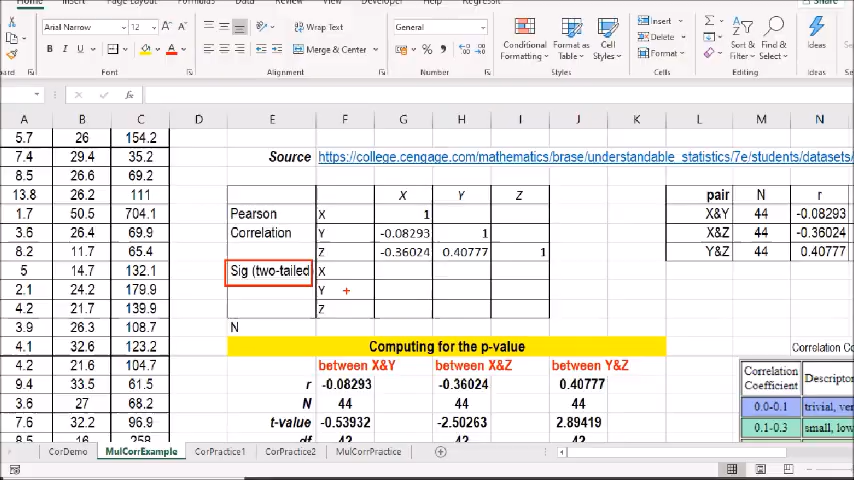 Home Insert Page Layout Formulas Data Review View Developer Help Regressit Share
Arial Narrow 12 A A Wrap Text General Insert
B I U Merge & Center % Conditional Formatting Format as Table Cell Styles Delete Format Sort & Filter Find & Select Ideas
Font Alignment Number Styles Cells Editing Ideas
fx
A B C D E F G H I J K L M N
5.7 26 154.2
7.4 29.4 35.2 Source https://college.cengage.com/mathematics/brase/understandable_statistics/7e/students/datasets/
8.5 26.6 69.2
13.8 26.2 111 X Y Z pair N r
1.7 50.5 704.1 Pearson X 1 X&Y 44 -0.08293
3.6 26.4 69.9 Correlation Y -0.08293 1 X&Z 44 -0.36024
8.2 11.7 65.4 Z -0.36024 0.40777 1 Y&Z 44 0.40777
5 14.7 132.1 Sig (two-tailed X
2.1 24.2 179.9 Y
4.2 21.7 139.9 Z
3.9 26.3 108.7 N
4.1 32.6 123.2 Computing for the p-value Correlation Co
4.2 21.6 104.7 between X&Y between X&Z between Y&Z Correlation Coefficient Descripto
9.4 33.5 61.5 r -0.08293 -0.36024 0.40777
3.6 27 68.2 N 44 44 44 0.0-0.1 trivial, ver
7.6 32.2 96.9 t-value -0.53932 -2.50263 2.89419 0.1-0.3 small, low
8.5 16 258 df 42 42 42
CorDemo MulCorrExample CorPractice1 CorPractice2 MulCorrPractice